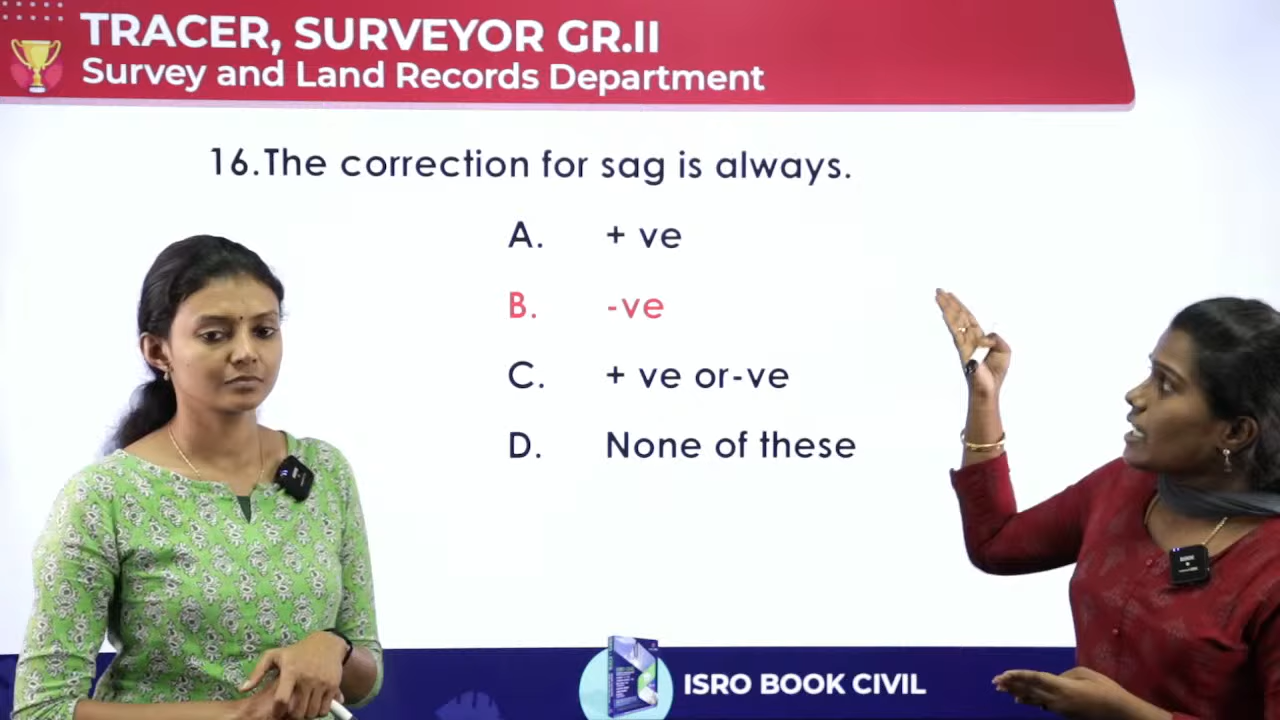 TRACER, SURVEYOR GR.II
Survey and Land Records Department
16.The correction for sag is always.
A. + ve
B. -ve
C. + ve or-ve
D. None of these
ISRO BOOK CIVIL